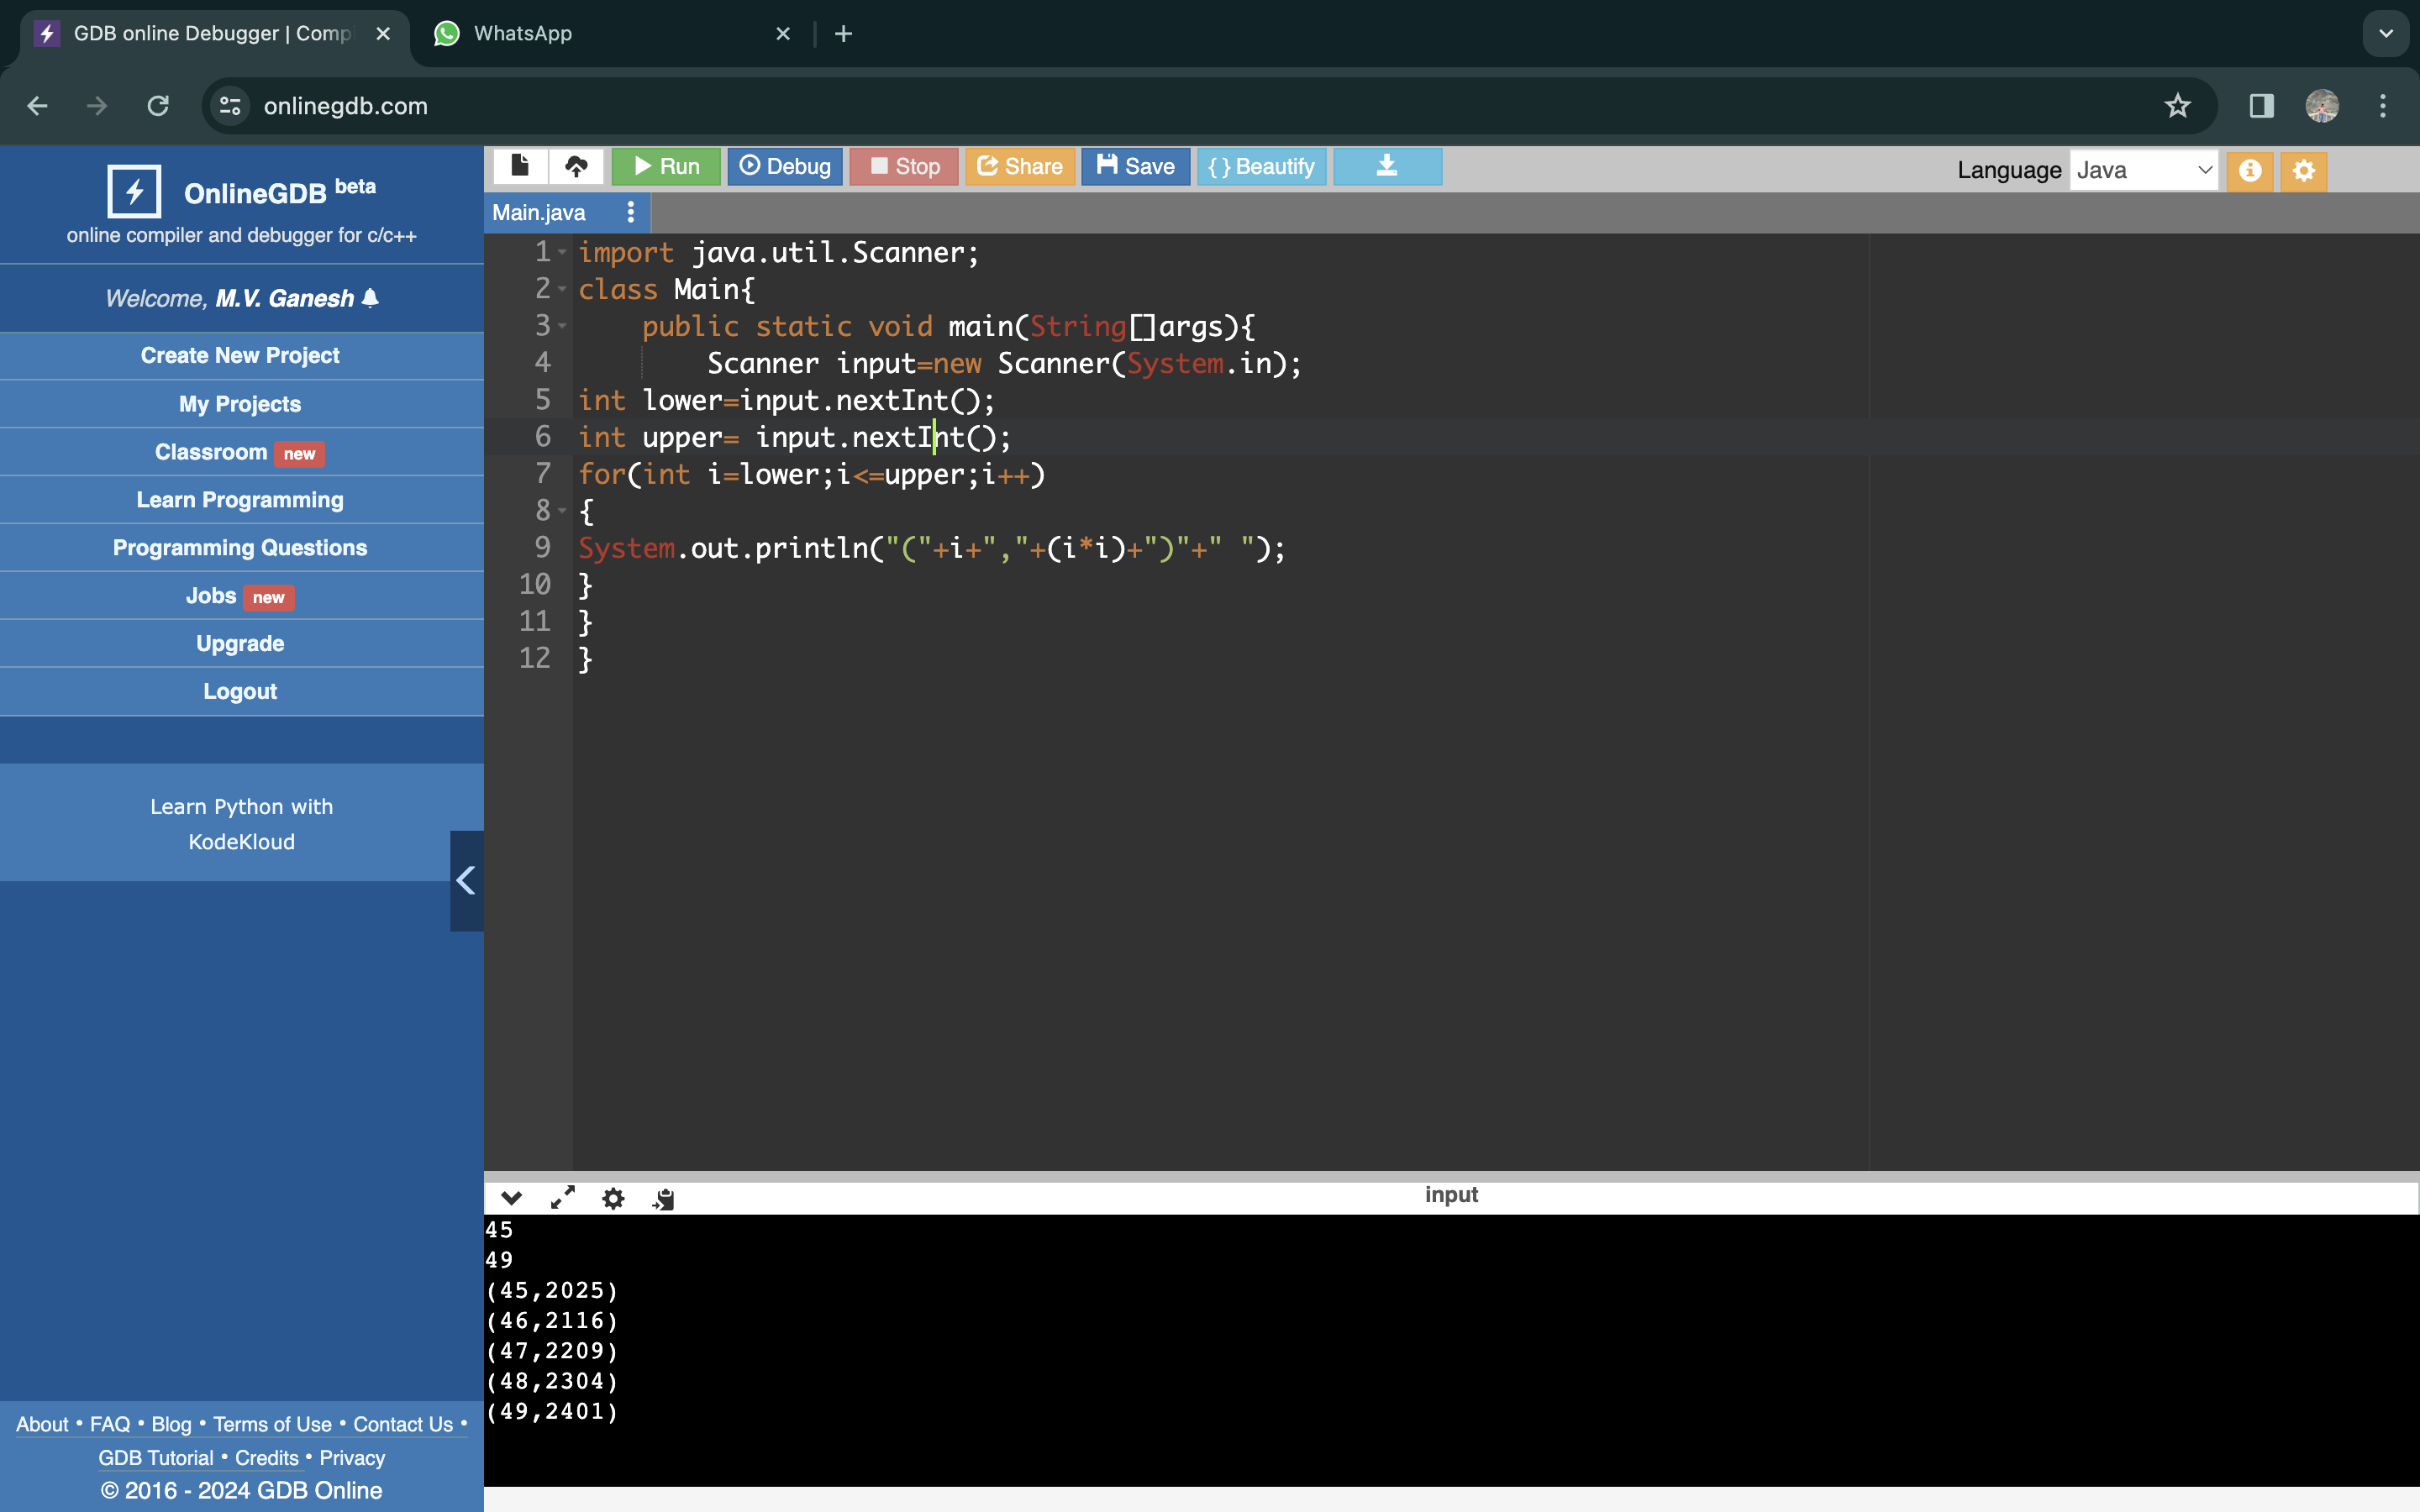 GDB online Debugger | Comp
WhatsApp
onlinegdb.com
OnlineGDB beta
online compiler and debugger for c/c++
Welcome, M.V. Ganesh
Create New Project
My Projects
Classroom new
Learn Programming
Programming Questions
Jobs new
Upgrade
Logout
Learn Python with
KodeKloud
About • FAQ • Blog • Terms of Use • Contact Us •
GDB Tutorial • Credits • Privacy
© 2016 - 2024 GDB Online
Run Debug Stop Share Save { } Beautify
Language Java
Main.java
1 import java.util.Scanner;
2 class Main{
3     public static void main(String[]args){
4         Scanner input=new Scanner(System.in);
5 int lower=input.nextInt();
6 int upper= input.nextInt();
7 for(int i=lower;i<=upper;i++)
8 {
9 System.out.println("("+i+","+(i*i)+")"+" ");
10 }
11 }
12 }
input
45
49
(45,2025)
(46,2116)
(47,2209)
(48,2304)
(49,2401)